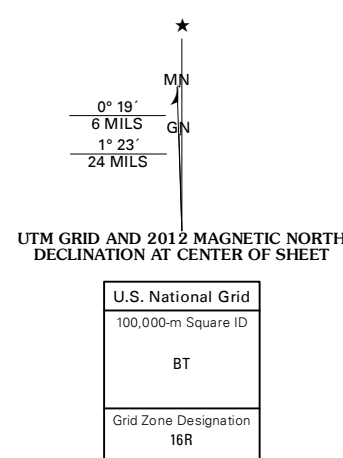 ★
MN
0° 19´
6 MILS
GN
1° 23´
24 MILS
UTM GRID AND 2012 MAGNETIC NORTH
DECLINATION AT CENTER OF SHEET
U.S. National Grid
100,000-m Square ID
BT
Grid Zone Designation
16R